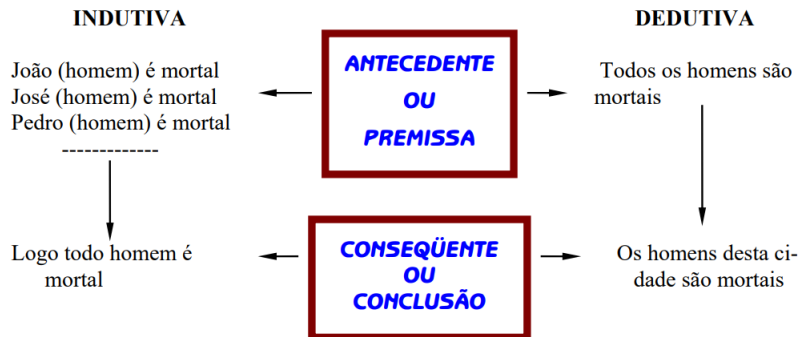 INDUTIVA
João (homem) é mortal
José (homem) é mortal
Pedro (homem) é mortal
-------------
Logo todo homem é
mortal
ANTECEDENTE
OU
PREMISSA
CONSEQÜENTE
OU
CONCLUSÃO
DEDUTIVA
Todos os homens são
mortais
Os homens desta ci-
dade são mortais